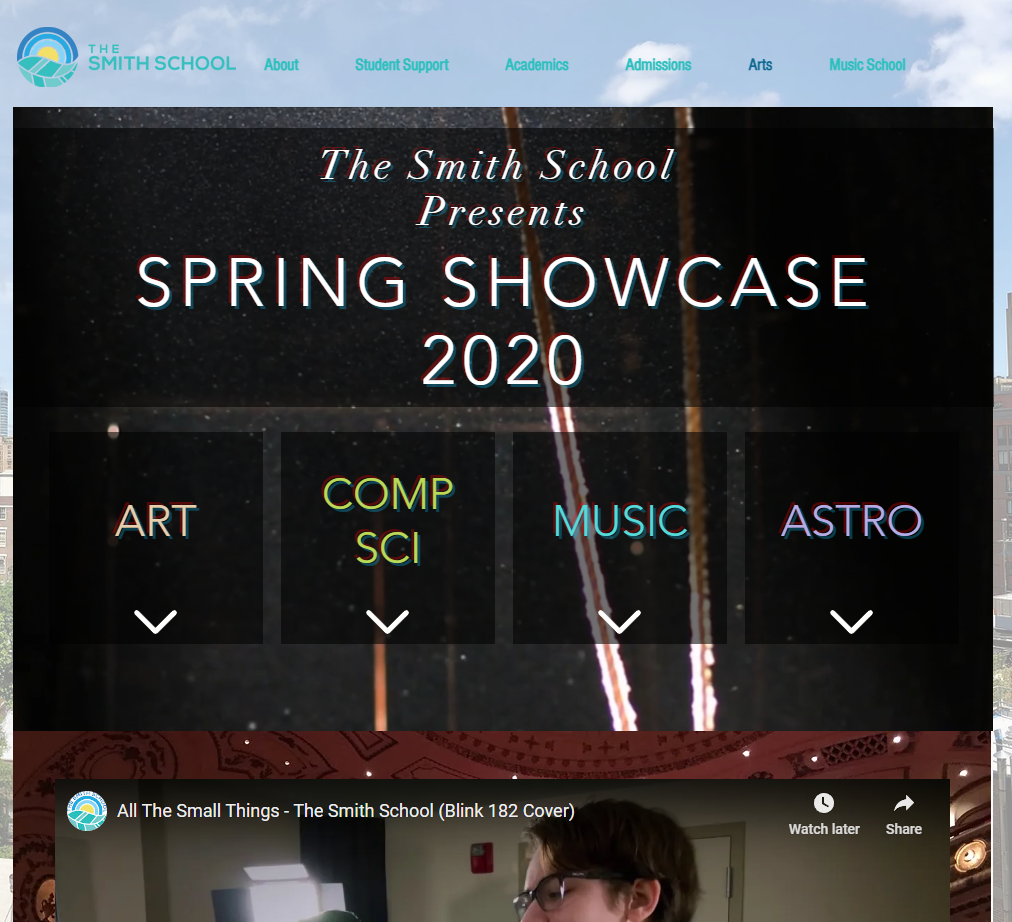 THE
SMITH SCHOOL
About
Student Support
Academics
Admissions
Arts
Music School
The Smith School
Presents
SPRING SHOWCASE
2020
ART
COMP
SCI
MUSIC
ASTRO
All The Small Things - The Smith School (Blink 182 Cover)
Watch later
Share